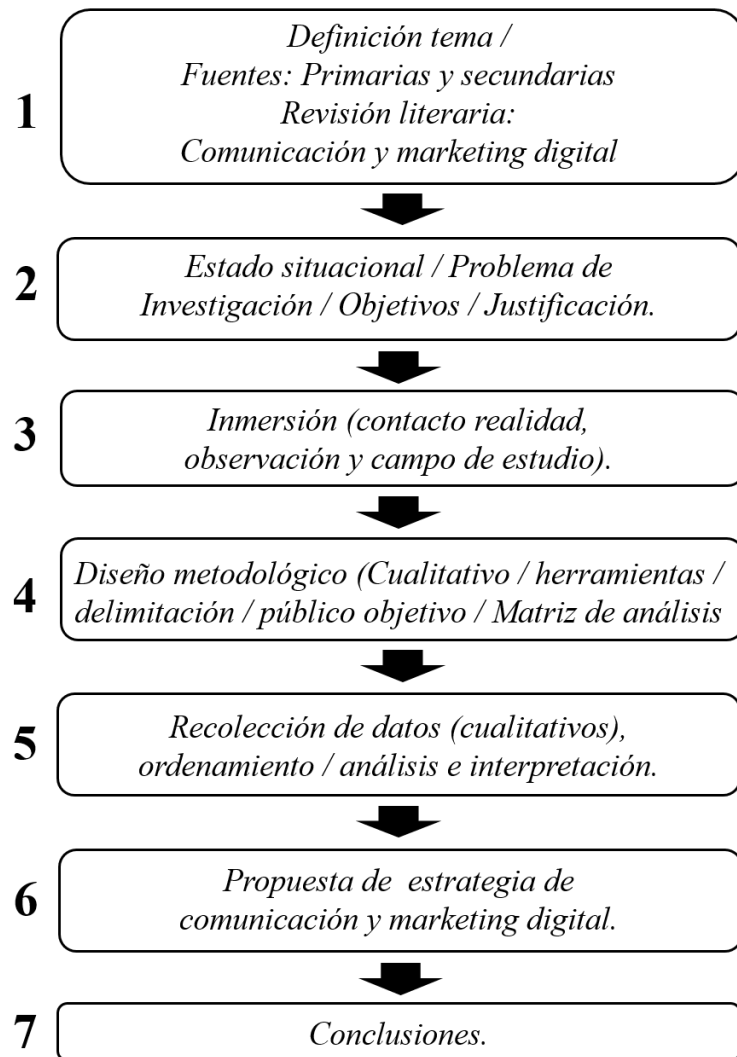 1
Definición tema /
Fuentes: Primarias y secundarias
Revisión literaria:
Comunicación y marketing digital
2
Estado situacional / Problema de
Investigación / Objetivos / Justificación.
3
Inmersión (contacto realidad,
observación y campo de estudio).
4
Diseño metodológico (Cualitativo / herramientas /
delimitación / público objetivo / Matriz de análisis
5
Recolección de datos (cualitativos),
ordenamiento / análisis e interpretación.
6
Propuesta de estrategia de
comunicación y marketing digital.
7
Conclusiones.